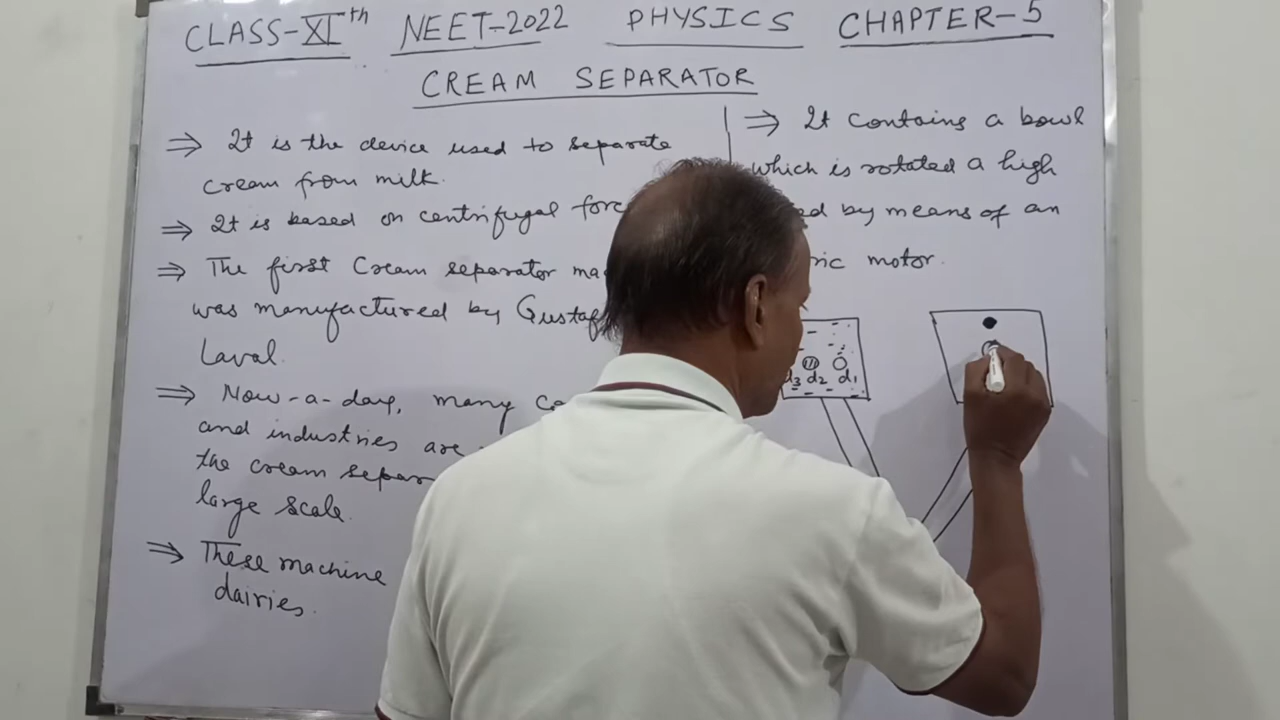 CLASS-XIth NEET-2022 PHYSICS CHAPTER-5
CREAM SEPARATOR
⇒ It is the device used to separate
cream from milk.
⇒ It is based on centrifugal
⇒ The first Cream separator
was manufactured by Gustaf
Laval.
⇒ Now-a-day, many
and industries are
the cream
large scale.
⇒ These machine
dairies.
⇒ It contains a bowl
which is rotated a high
by means of an
motor.
d3 d2 d1